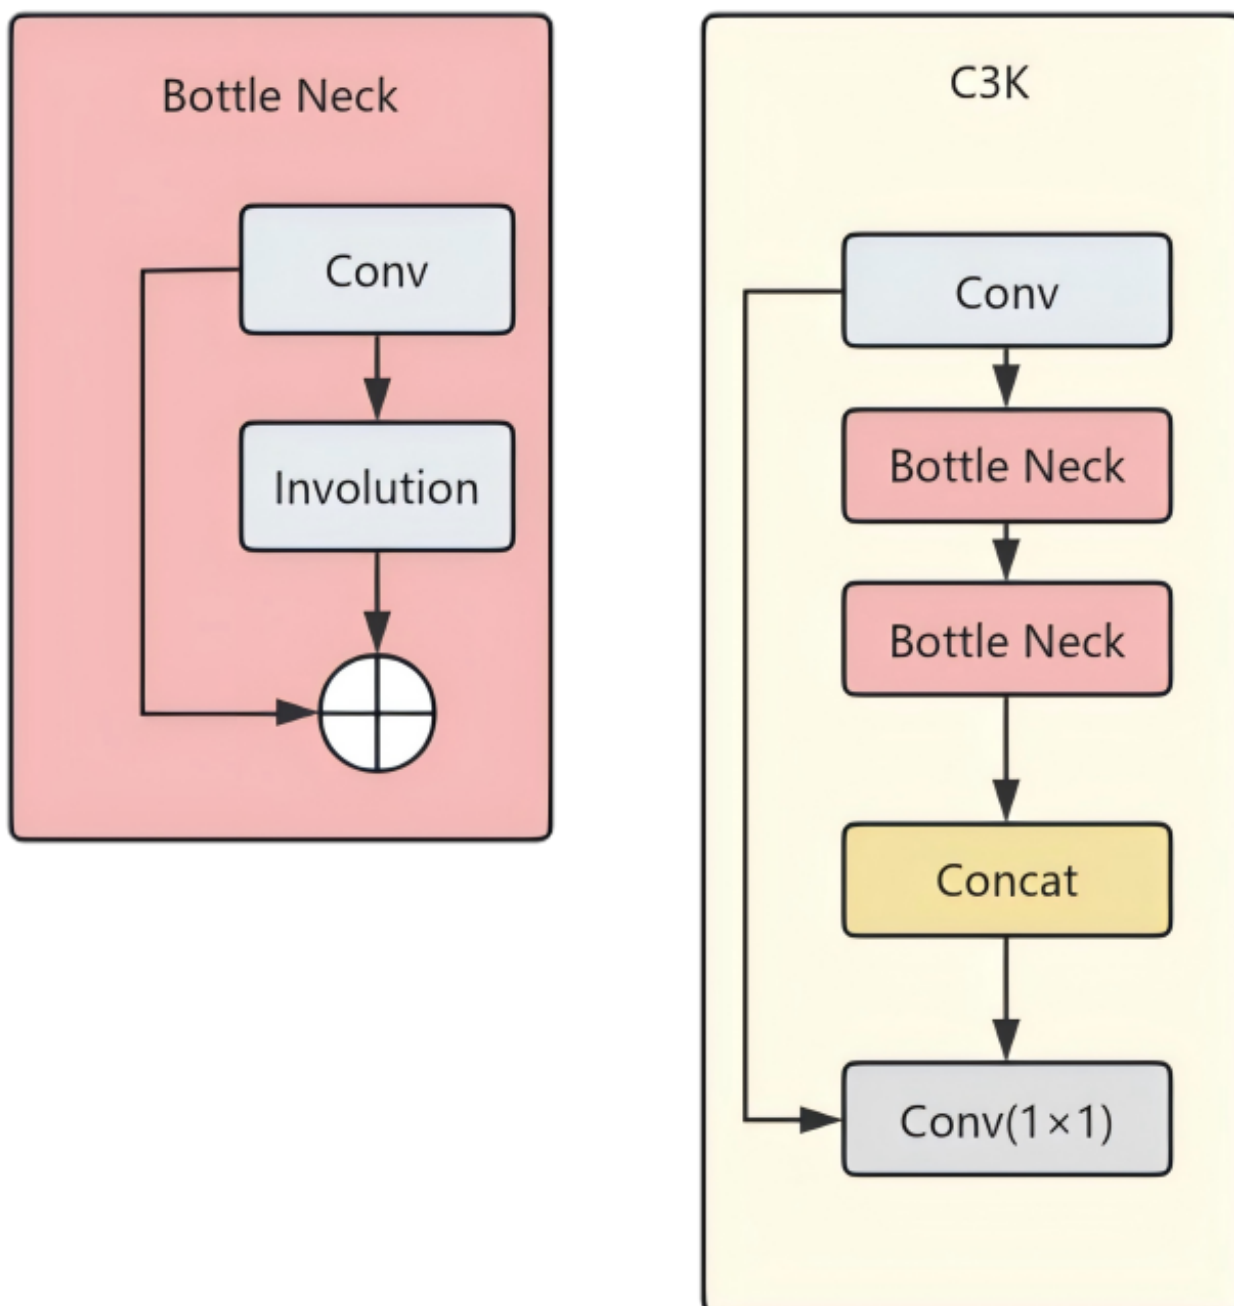 Bottle Neck
Conv
Involution
C3K
Conv
Bottle Neck
Bottle Neck
Concat
Conv(1×1)